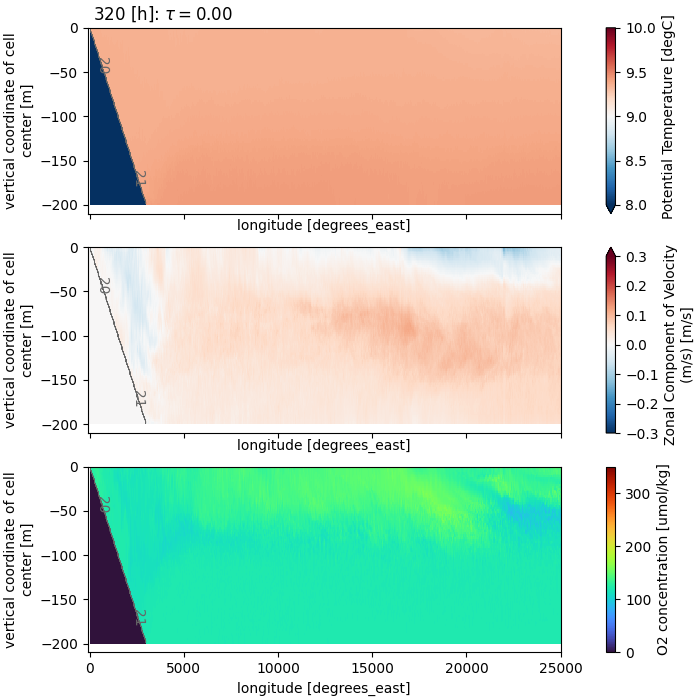 320 [h]: τ = 0.00
0
−50
−100
−150
−200
vertical coordinate of cell
center [m]
20
21
longitude [degrees_east]
10.0
9.5
9.0
8.5
8.0
Potential Temperature [degC]
0
−50
−100
−150
−200
vertical coordinate of cell
center [m]
20
21
longitude [degrees_east]
0.3
0.2
0.1
0.0
−0.1
−0.2
−0.3
Zonal Component of Velocity
(m/s) [m/s]
0
−50
−100
−150
−200
vertical coordinate of cell
center [m]
20
21
0 5000 10000 15000 20000 25000
longitude [degrees_east]
300
200
100
0
O2 concentration [umol/kg]